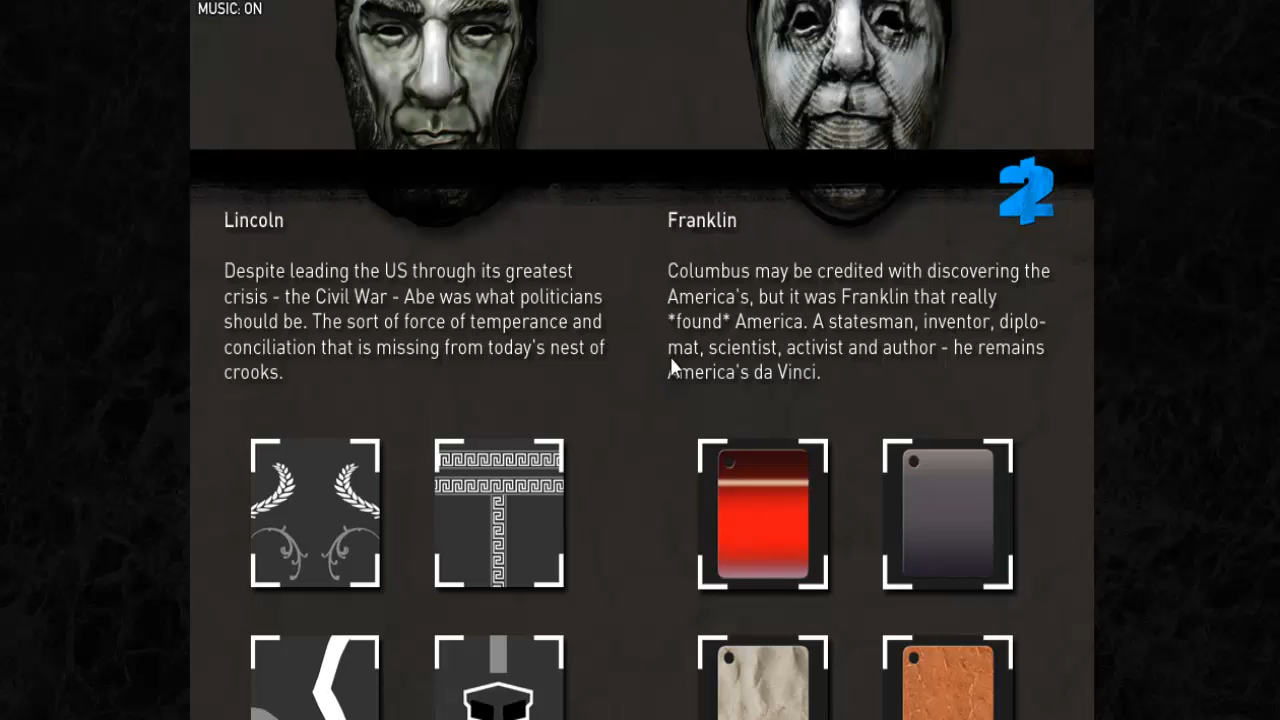 MUSIC: ON
2
Lincoln
Despite leading the US through its greatest
crisis - the Civil War - Abe was what politicians
should be. The sort of force of temperance and
conciliation that is missing from today's nest of
crooks.
Franklin
Columbus may be credited with discovering the
America's, but it was Franklin that really
*found* America. A statesman, inventor, diplo-
mat, scientist, activist and author - he remains
America's da Vinci.